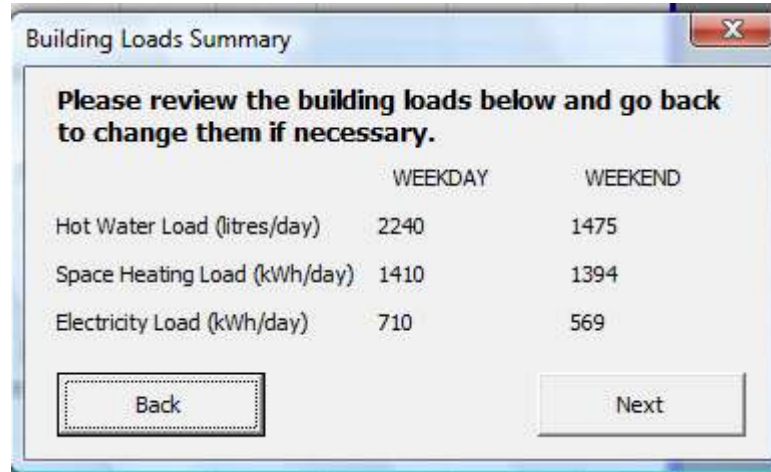 Building Loads Summary
Please review the building loads below and go back
to change them if necessary.
WEEKDAY WEEKEND
Hot Water Load (litres/day) 2240 1475
Space Heating Load (kWh/day) 1410 1394
Electricity Load (kWh/day) 710 569
Back Next